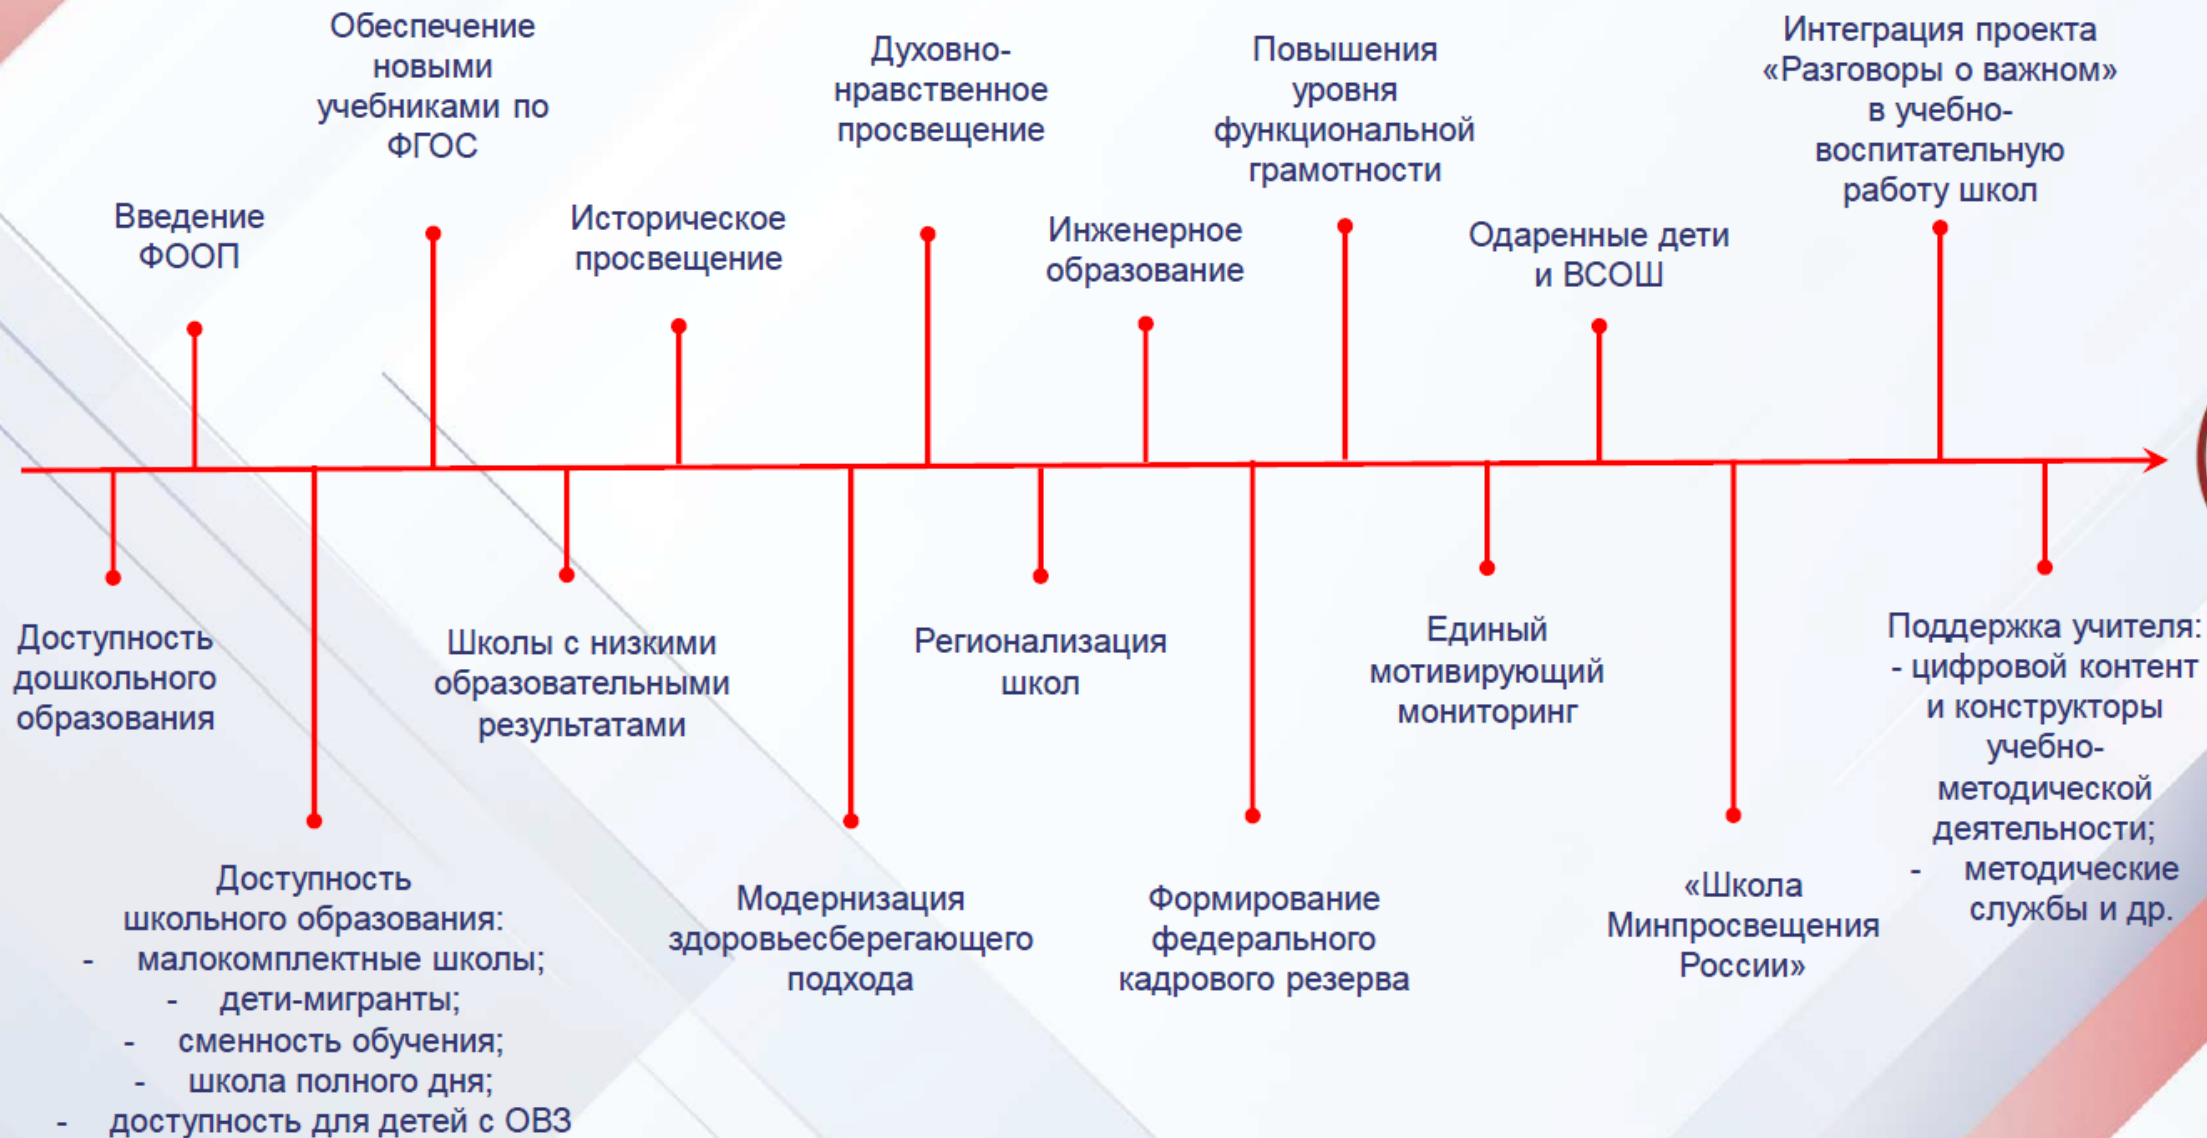 Обеспечение
новыми
учебниками по
ФГОС
Духовно-
нравственное
просвещение
Повышения
уровня
функциональной
грамотности
Интеграция проекта
«Разговоры о важном»
в учебно-
воспитательную
работу школ
Введение
ФООП
Историческое
просвещение
Инженерное
образование
Одаренные дети
и ВСОШ
Доступность
дошкольного
образования
Школы с низкими
образовательными
результатами
Регионализация
школ
Единый
мотивирующий
мониторинг
Поддержка учителя:
- цифровой контент
и конструкторы
учебно-
методической
деятельности;
- методические
службы и др.
Доступность
школьного образования:
- малокомплектные школы;
- дети-мигранты;
- сменность обучения;
- школа полного дня;
- доступность для детей с ОВЗ
Модернизация
здоровьесберегающего
подхода
Формирование
федерального
кадрового резерва
«Школа
Минпросвещения
России»